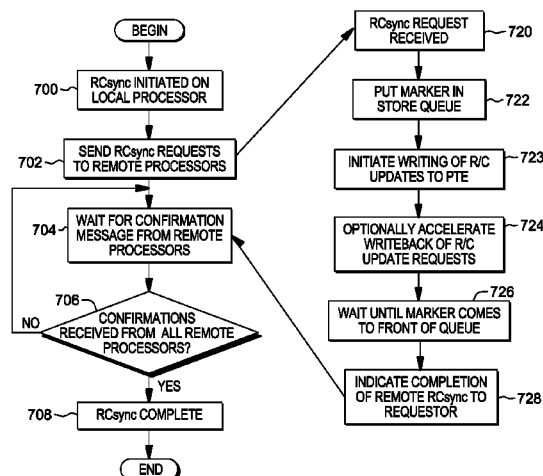 BEGIN
700
RCsync INITIATED ON
LOCAL PROCESSOR
702
SEND RCsync REQUESTS
TO REMOTE PROCESSORS
704
WAIT FOR CONFIRMATION
MESSAGE FROM REMOTE
PROCESSORS
706
CONFIRMATIONS
RECEIVED FROM ALL REMOTE
PROCESSORS?
NO
YES
708
RCsync COMPLETE
END
RCsync REQUEST
RECEIVED
720
PUT MARKER IN
STORE QUEUE
722
INITIATE WRITING OF R/C
UPDATES TO PTE
723
OPTIONALLY ACCELERATE
WRITEBACK OF R/C
UPDATE REQUESTS
724
726
WAIT UNTIL MARKER COMES
TO FRONT OF QUEUE
INDICATE COMPLETION
OF REMOTE RCsync TO
REQUESTOR
728